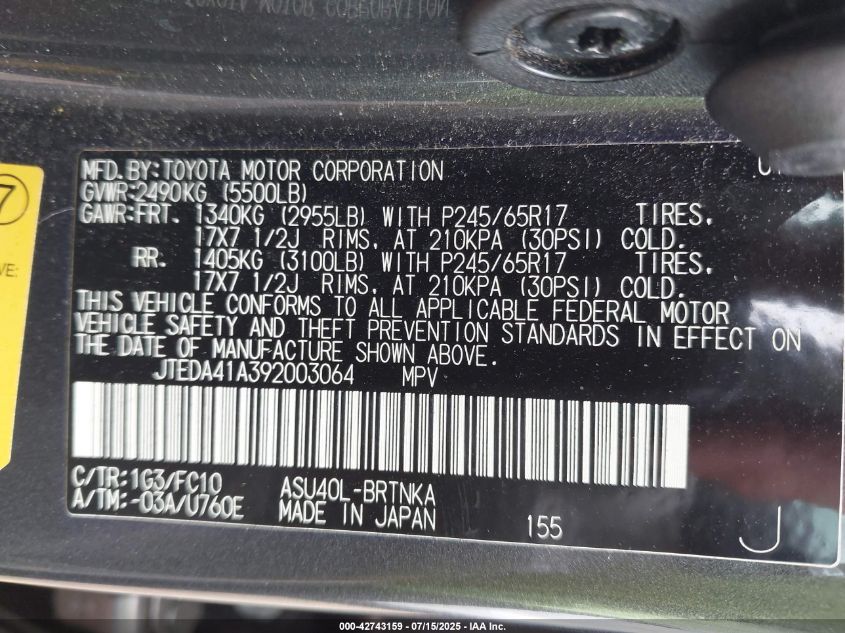 TOYOTA MOTOR CORPORATION
MFD.BY:TOYOTA MOTOR CORPORATION
GVWR:2490KG (5500LB)
GAWR:FRT. 1340KG (2955LB) WITH P245/65R17 TIRES,
17X7 1/2J RIMS, AT 210KPA (30PSI) COLD.
RR. 1405KG (3100LB) WITH P245/65R17 TIRES,
17X7 1/2J RIMS, AT 210KPA (30PSI) COLD.
THIS VEHICLE CONFORMS TO ALL APPLICABLE FEDERAL MOTOR
VEHICLE SAFETY AND THEFT PREVENTION STANDARDS IN EFFECT ON
THE DATE OF MANUFACTURE SHOWN ABOVE.
JTEDA41A392003064 MPV
C/TR:1G3/FC10 ASU40L-BRTNKA
A/TM:-03A/U760E MADE IN JAPAN 155 J
7
000-42743159 - 07/15/2025 - IAA Inc.